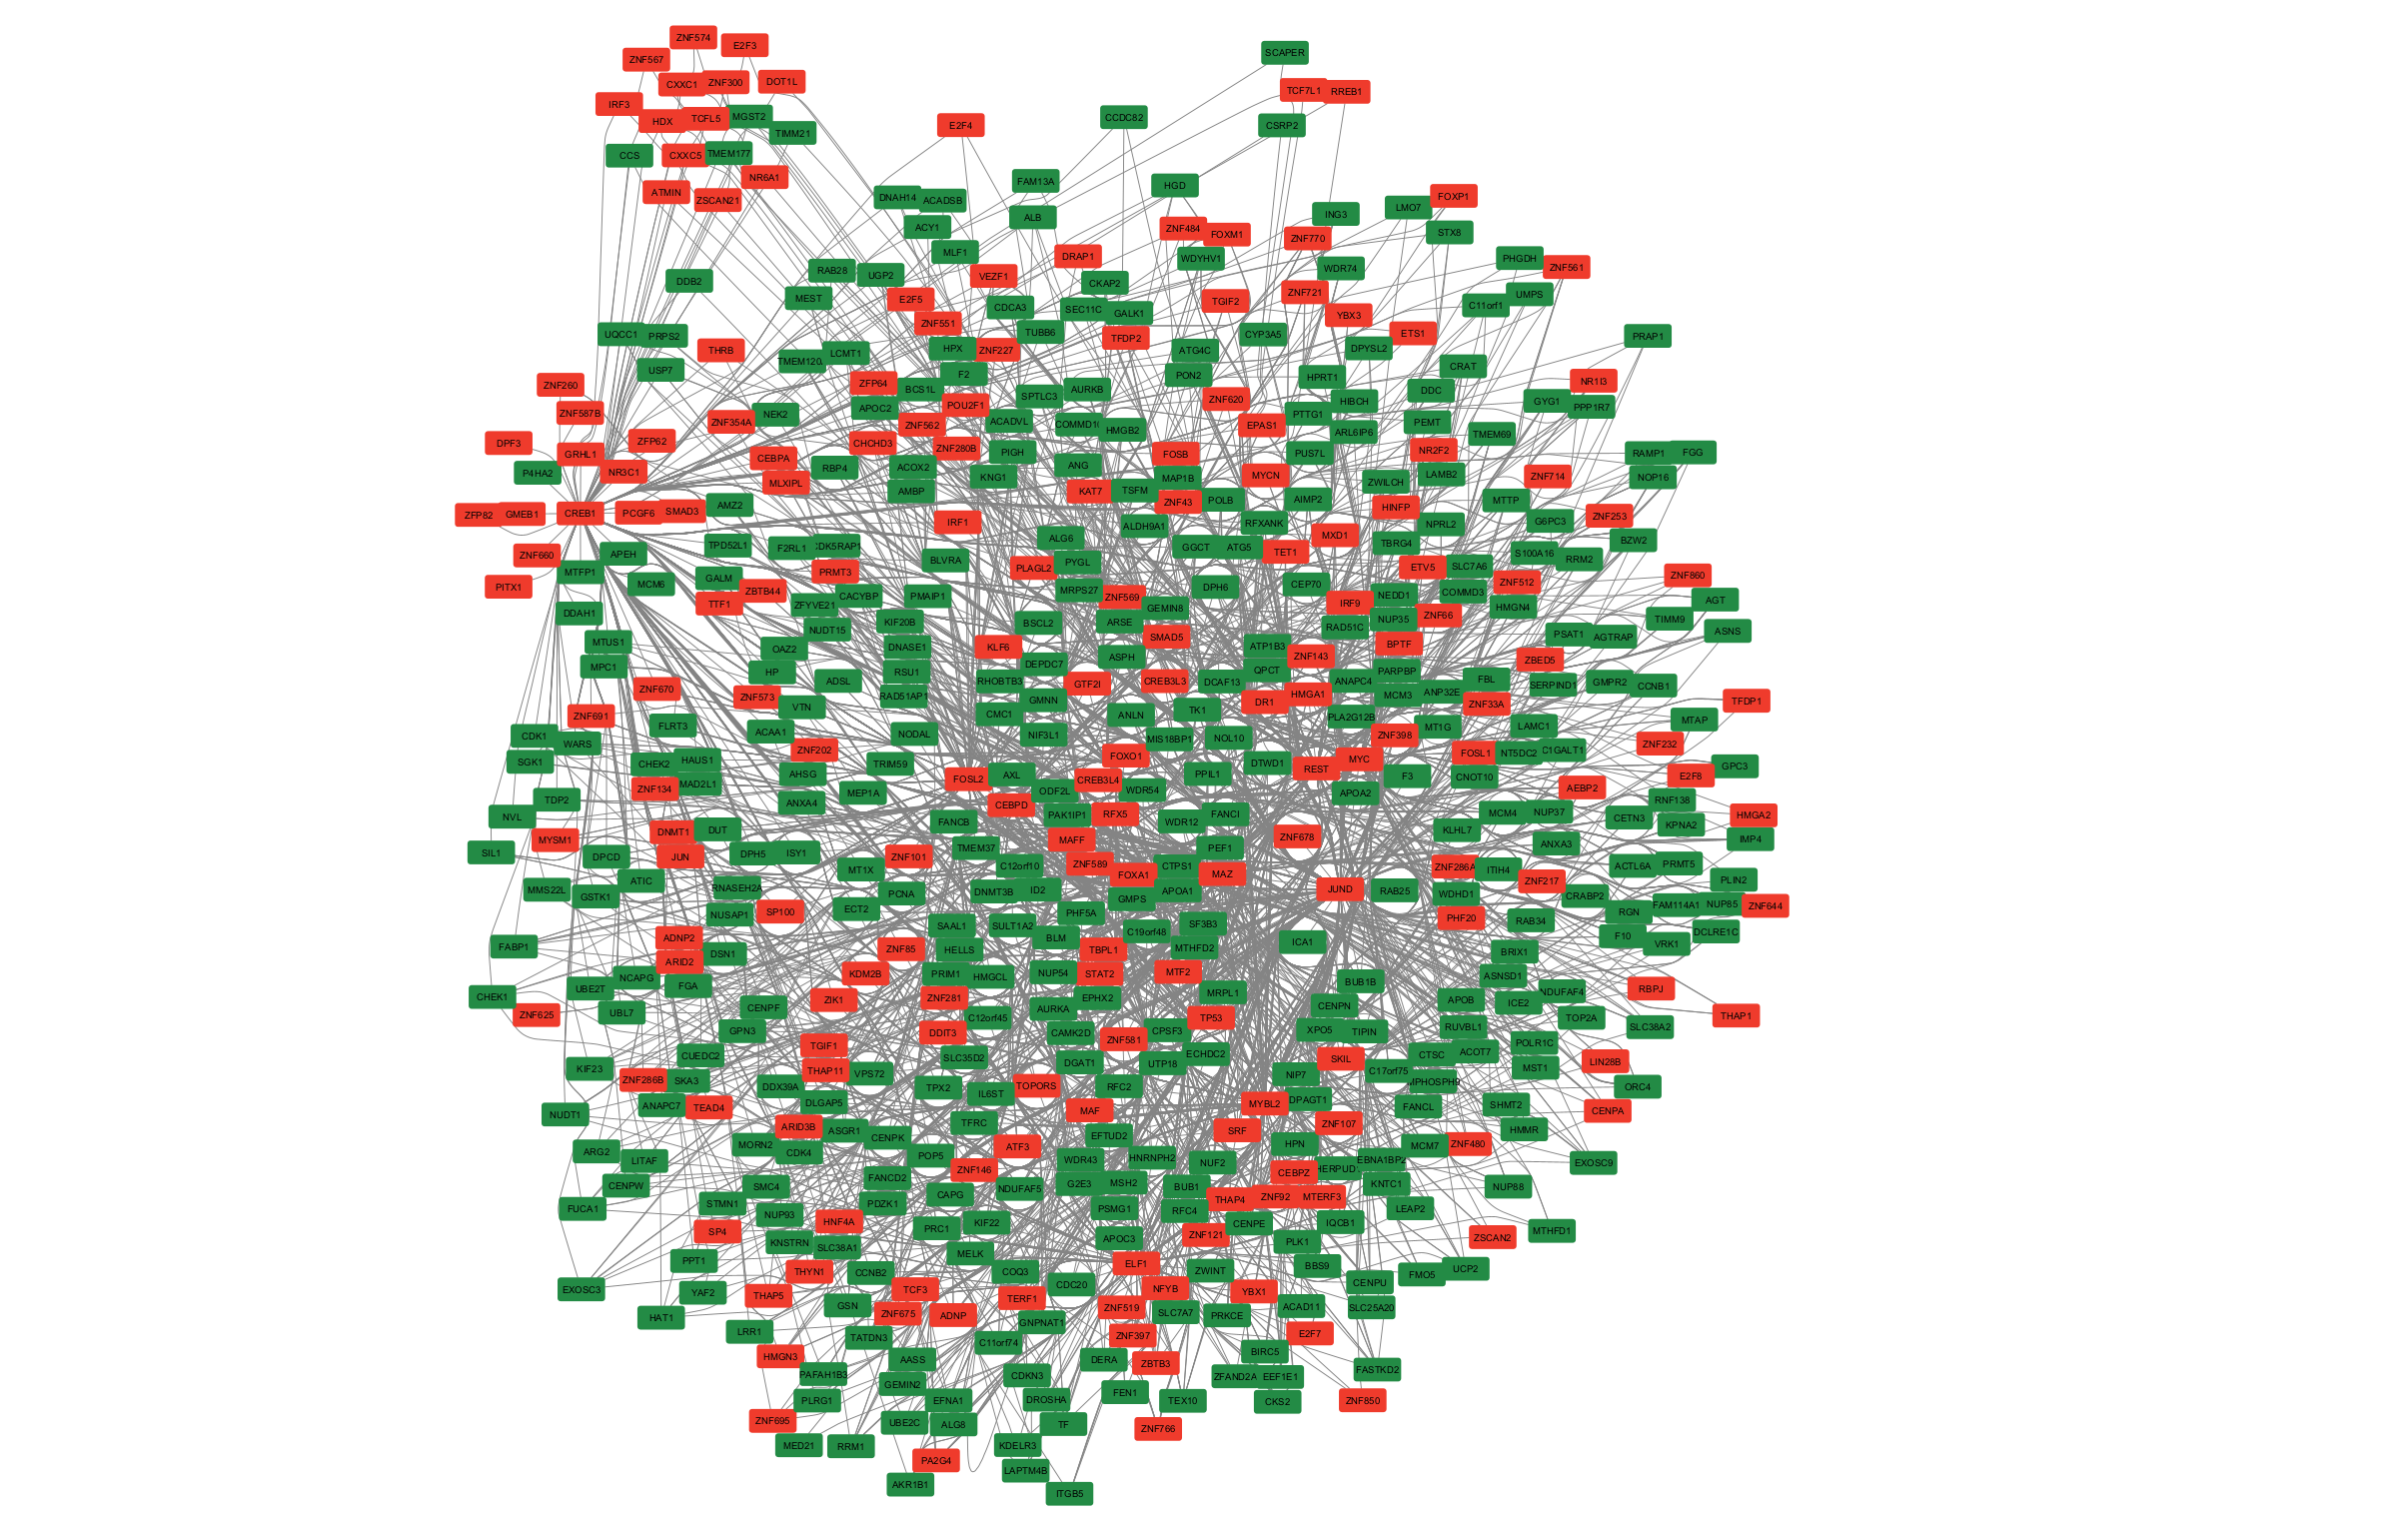 ZNF574
E2F3
SCAPER
ZNF567
CXXC1
ZNF300
DOT1L
TCF7L1
RREB1
IRF3
HDX
TCFL5
MGST2
TIMM21
E2F4
CCDC82
CSRP2
CCS
CXXC5
TMEM177
NR6A1
ATMIN
ZSCAN21
DNAH14
ACADSB
FAM13A
HGD
FOXP1
ALB
ACY1
MLF1
ZNF484
FOXM1
ING3
LMO7
STX8
ZNF770
DRAP1
WDYHV1
WDR74
PHGDH
ZNF561
DDB2
RAB28
UGP2
VEZF1
CKAP2
MEST
E2F5
CDCA3
SEC11C
GALK1
TGIF2
ZNF721
YBX3
C11orf1
UMPS
ZNF551
TUBB6
TFDP2
CYP3A5
ETS1
UQCC1
PRPS2
THRB
LCMT1
HPX
ZNF227
ATG4C
DPYSL2
PRAP1
USP7
F2
PON2
HPRT1
CRAT
NR1I3
ZNF260
ZFP64
BCS1L
AURKB
DDC
ZNF587B
ZNF354A
NEK2
APOC2
POU2F1
SPTLC3
ZNF620
PTTG1
HIBCH
GYG1
PPP1R7
ZNF562
ACADVL
HMGB2
EPAS1
ARL6IP6
PEMT
TMEM69
DPF3
GRHL1
ZFP62
CHCHD3
ZNF280B
PIGH
FOSB
PUS7L
NR2F2
RAMP1
FGG
P4HA2
NR3C1
CEBPA
RBP4
ACOX2
KNG1
ANG
MAP1B
MYCN
LAMB2
ZNF714
NOP16
MLXIPL
AMBP
KAT7
TSFM
ZNF43
POLB
AIMP2
ZWILCH
MTTP
ZFP82
GMEB1
CREB1
PCGF6
SMAD3
AMZ2
IRF1
ALDH9A1
RFXANK
HINFP
NPRL2
G6PC3
ZNF253
ZNF660
APEH
TPD52L1
F2RL1
CDK5RAP1
BLVRA
ALG6
GGCT
ATG5
TET1
MXD1
TBRG4
S100A16
RRM2
BZW2
PITX1
MTFP1
MCM6
GALM
ZBTB44
PRMT3
PLAGL2
PYGL
DPH6
CEP70
ETV5
SLC7A6
ZNF512
ZNF860
DDAH1
TTF1
ZFYVE21
CACYBP
PMAIP1
MRPS27
ZNF569
GEMIN8
IRF9
NEDD1
COMMD3
HMGN4
AGT
MTUS1
NUDT15
KIF20B
BSCL2
ARSE
SMAD5
RAD51C
NUP35
ZNF66
TIMM9
ASNS
MPC1
OAZ2
DNASE1
KLF6
ASPH
ATP1B3
ZNF143
BPTF
PSAT1
AGTRAP
HP
RSU1
DEPDC7
QPCT
PARPBP
ZBED5
ZNF670
ADSL
RHOBTB3
GTF2I
CREB3L3
DCAF13
ANAPC4
FBL
SERPIND1
GMPR2
CCNB1
ZNF573
VTN
RAD51AP1
GMNN
DR1
HMGA1
MCM3
ANP32E
ZNF33A
TFDP1
ZNF691
FLRT3
ACAA1
CMC1
ANLN
TK1
PLA2G12B
MT1G
LAMC1
MTAP
CDK1
WARS
NODAL
NIF3L1
MIS18BP1
NOL10
ZNF398
C1GALT1
ZNF232
SGK1
CHEK2
HAUS1
ZNF202
TRIM59
FOXO1
DTWD1
MYC
FOSL1
NT5DC2
GPC3
ZNF134
MAD2L1
AHSG
FOSL2
AXL
CREB3L4
PPIL1
REST
F3
CNOT10
E2F8
TDP2
ANXA4
MEP1A
CEBPD
ODF2L
WDR54
APOA2
AEBP2
RNF138
NVL
PAK1IP1
RFX5
FANCI
MCM4
NUP37
CETN3
KPNA2
HMGA2
MYSM1
DNMT1
DUT
FANCB
WDR12
ZNF678
KLHL7
IMP4
SIL1
DPCD
JUN
DPH5
ISY1
ZNF101
TMEM37
MAFF
PEF1
ANXA3
ATIC
MT1X
C12orf10
ZNF589
CTPS1
ZNF286A
ITIH4
ACTL6A
PRMT5
MMS22L
GSTK1
RNASEH2A
PCNA
DNMT3B
ID2
FOXA1
MAZ
JUND
RAB25
WDHD1
ZNF217
CRABP2
PLIN2
NUSAP1
SP100
ECT2
GMPS
APOA1
FAM114A1
NUP85
ZNF644
FABP1
ADNP2
SAAL1
SULT1A2
PHF5A
SF3B3
PHF20
RAB34
RGN
F10
DCLRE1C
ARID2
DSN1
ZNF85
HELLS
BLM
C19orf48
MTHFD2
ICA1
BRIX1
VRK1
CHEK1
UBE2T
NCAPG
FGA
KDM2B
PRIM1
HMGCL
NUP54
TBPL1
STAT2
MTF2
BUB1B
ASNSD1
NDUFAF4
RBPJ
ZNF625
UBL7
CENPF
ZIK1
ZNF281
AURKA
EPHX2
MRPL1
CENPN
APOB
ICE2
TOP2A
THAP1
GPN3
DDIT3
C12orf45
CAMK2D
CPSF3
TP53
XPO5
TIPIN
RUVBL1
SLC38A2
CUEDC2
TGIF1
SLC35D2
ZNF581
ECHDC2
CTSC
ACOT7
POLR1C
KIF23
ZNF286B
SKA3
THAP11
VPS72
DGAT1
UTP18
SKIL
C17orf75
MST1
LIN28B
DDX39A
TPX2
IL6ST
TOPORS
RFC2
NIP7
MPHOSPH9
ORC4
NUDT1
ANAPC7
TEAD4
DLGAP5
MAF
MYBL2
DPAGT1
FANCL
SHMT2
CENPA
ARID3B
ASGR1
TFRC
SRF
ZNF107
HMMR
ARG2
LITAF
MORN2
CDK4
CENPK
POP5
ATF3
EFTUD2
HPN
MCM7
ZNF480
CENPW
FANCD2
ZNF146
WDR43
HNRNPH2
NUF2
CEBPZ
EBNA1BP2
EXOSC9
FUCA1
SMC4
STMN1
PDZK1
CAPG
NDUFAF5
G2E3
MSH2
BUB1
THAP4
ZNF92
MTERF3
KNTC1
NUP88
SP4
NUP93
HNF4A
PRC1
KIF22
PSMG1
RFC4
CENPE
IQCB1
LEAP2
MTHFD1
PPT1
KNSTRN
SLC38A1
MELK
APOC3
ZNF121
PLK1
ZSCAN2
EXOSC3
YAF2
THYN1
CCNB2
COQ3
CDC20
ELF1
ZWINT
BBS9
CENPU
FMO5
UCP2
HAT1
THAP5
GSN
TCF3
TERF1
NFYB
YBX1
SLC25A20
LRR1
ZNF675
ADNP
GNPNAT1
ZNF519
SLC7A7
PRKCE
ACAD11
HMGN3
TATDN3
C11orf74
ZNF397
E2F7
PAFAH1B3
AASS
DERA
ZBTB3
BIRC5
FASTKD2
PLRG1
GEMIN2
CDKN3
ZFAND2A
EEF1E1
ZNF695
UBE2C
EFNA1
DROSHA
FEN1
TEX10
CKS2
ZNF850
MED21
RRM1
ALG8
TF
ZNF766
PA2G4
KDELR3
AKR1B1
LAPTM4B
ITGB5